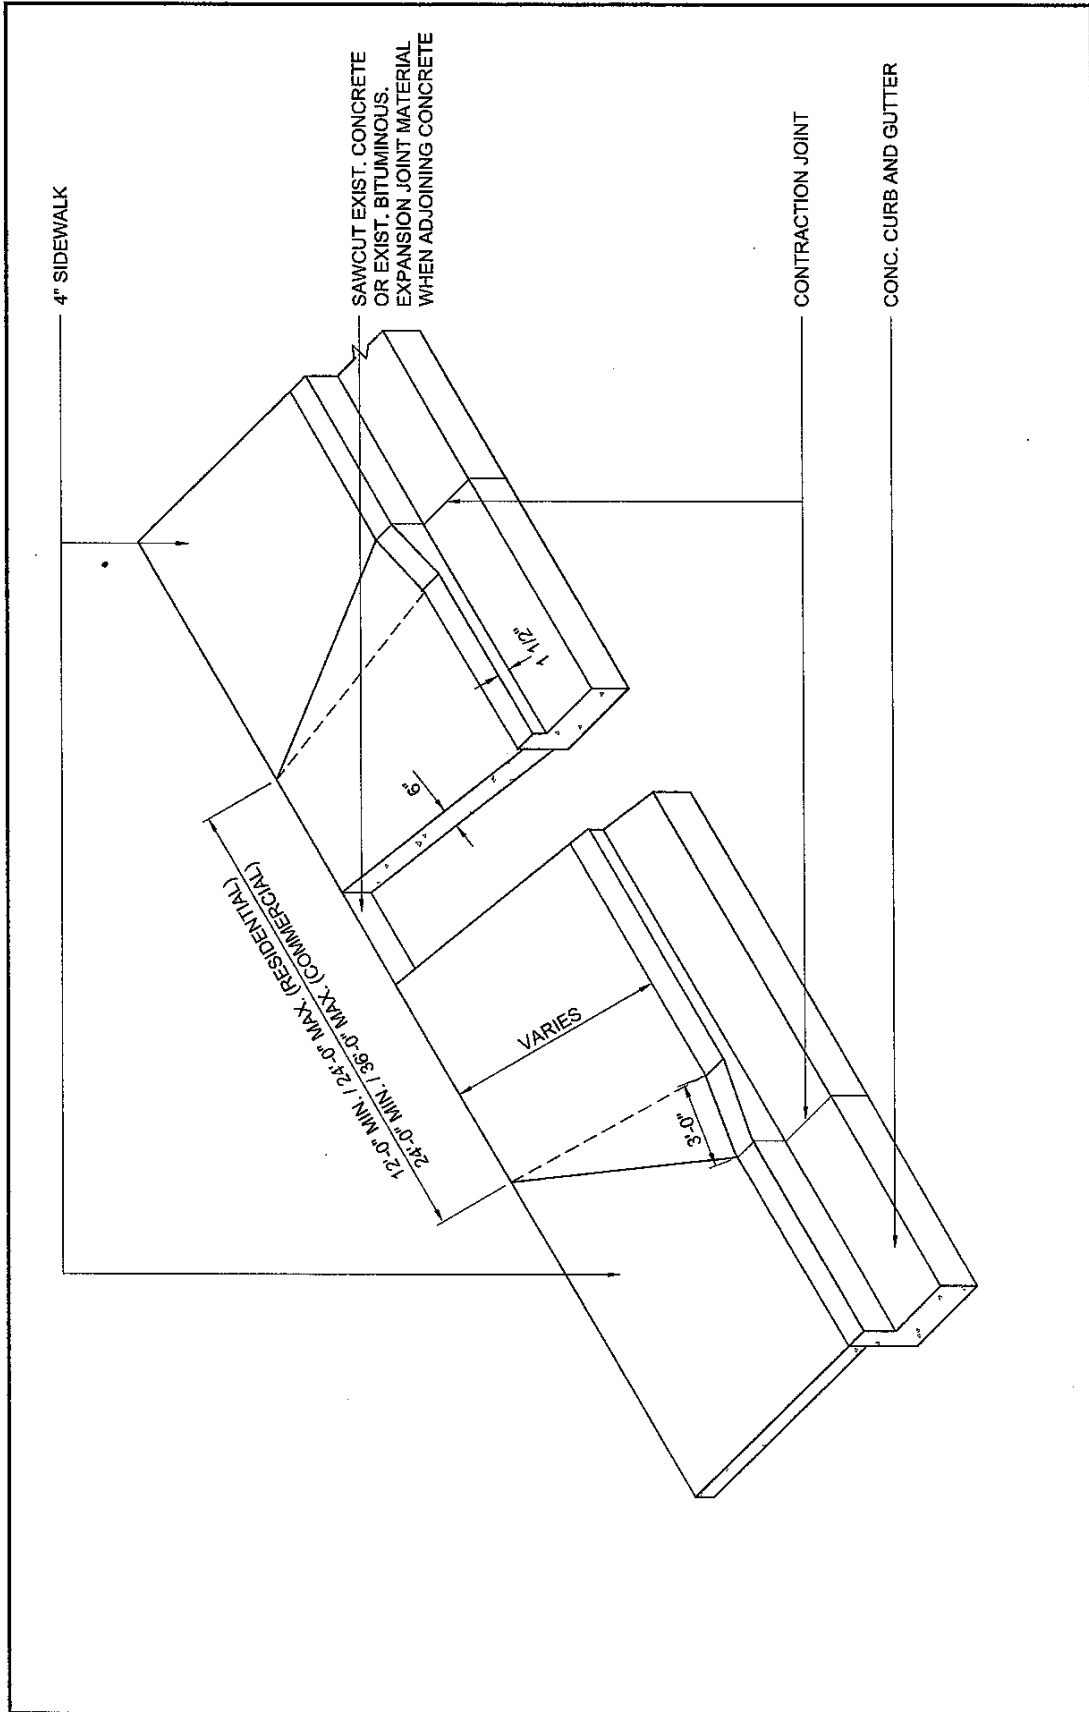 4" SIDEWALK
SAWCUT EXIST. CONCRETE
OR EXIST. BITUMINOUS.
EXPANSION JOINT MATERIAL
WHEN ADJOINING CONCRETE
CONTRACTION JOINT
CONC. CURB AND GUTTER
12'-0" MIN. / 24'-0" MAX. (RESIDENTIAL)
24'-0" MIN. / 36'-0" MAX. (COMMERCIAL)
6"
1 1/2"
VARIES
3'-0"